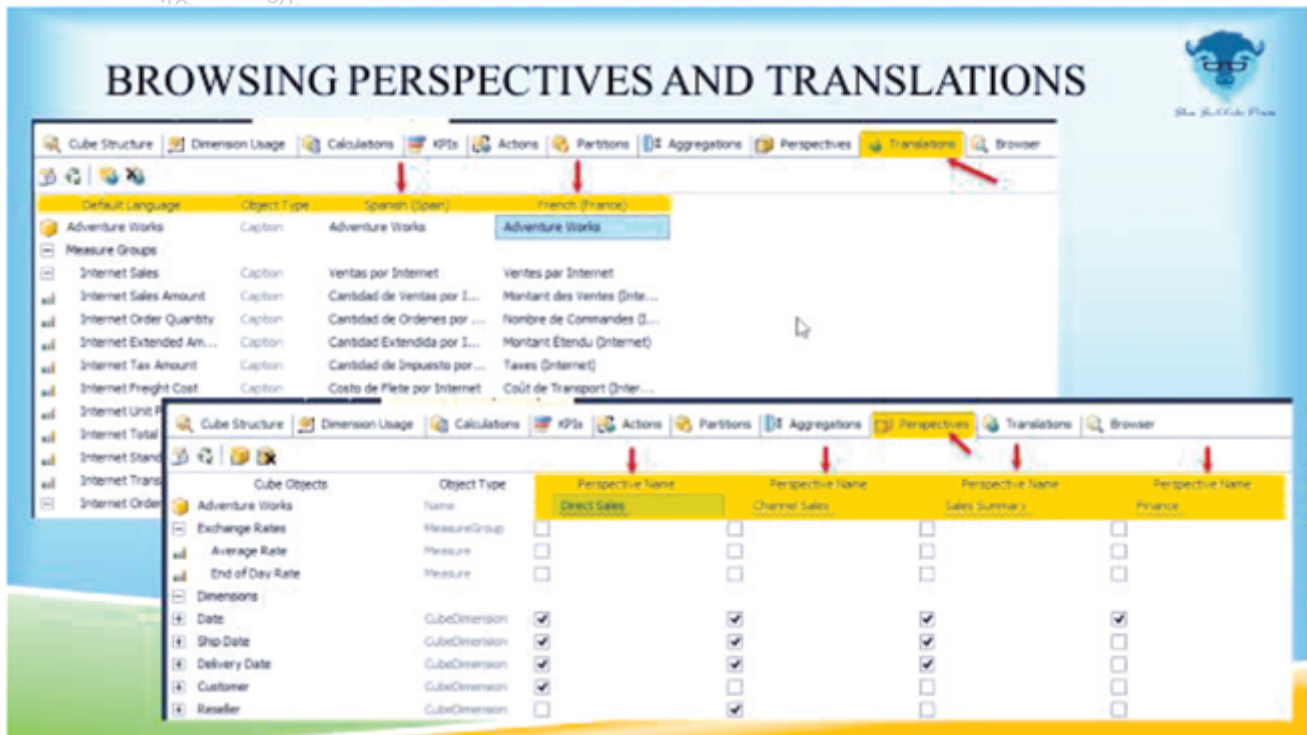 BROWSING PERSPECTIVES AND TRANSLATIONS
Cube Structure Dimension Usage Calculations KPIs Actions Partitions Aggregations Perspectives Translations Browser
Default Language Object Type Spanish (Spain) French (France)
Adventure Works Caption Adventure Works Adventure Works
Measure Groups
Internet Sales Caption Ventas por Internet Ventes par Internet
Internet Sales Amount Caption Cantidad de Ventas por I... Montant des Ventes (Inte...
Internet Order Quantity Caption Cantidad de Ordenes por ... Nombre de Commandes (I...
Internet Extended Am... Caption Cantidad Extendida por I... Montant Étendu (Internet)
Internet Tax Amount Caption Cantidad de Impuesto por... Taxes (Internet)
Internet Freight Cost Caption Costo de Flete por Internet Coût de Transport (Inter...
Internet Unit P
Internet Total
Internet Stand
Internet Trans
Internet Order
Cube Structure Dimension Usage Calculations KPIs Actions Partitions Aggregations Perspectives Translations Browser
Cube Objects Object Type Perspective Name Perspective Name Perspective Name Perspective Name
Adventure Works Name Direct Sales Channel Sales Sales Summary Finance
Exchange Rates MeasureGroup
Average Rate Measure
End of Day Rate Measure
Dimensions
Date CubeDimension
Ship Date CubeDimension
Delivery Date CubeDimension
Customer CubeDimension
Reseller CubeDimension